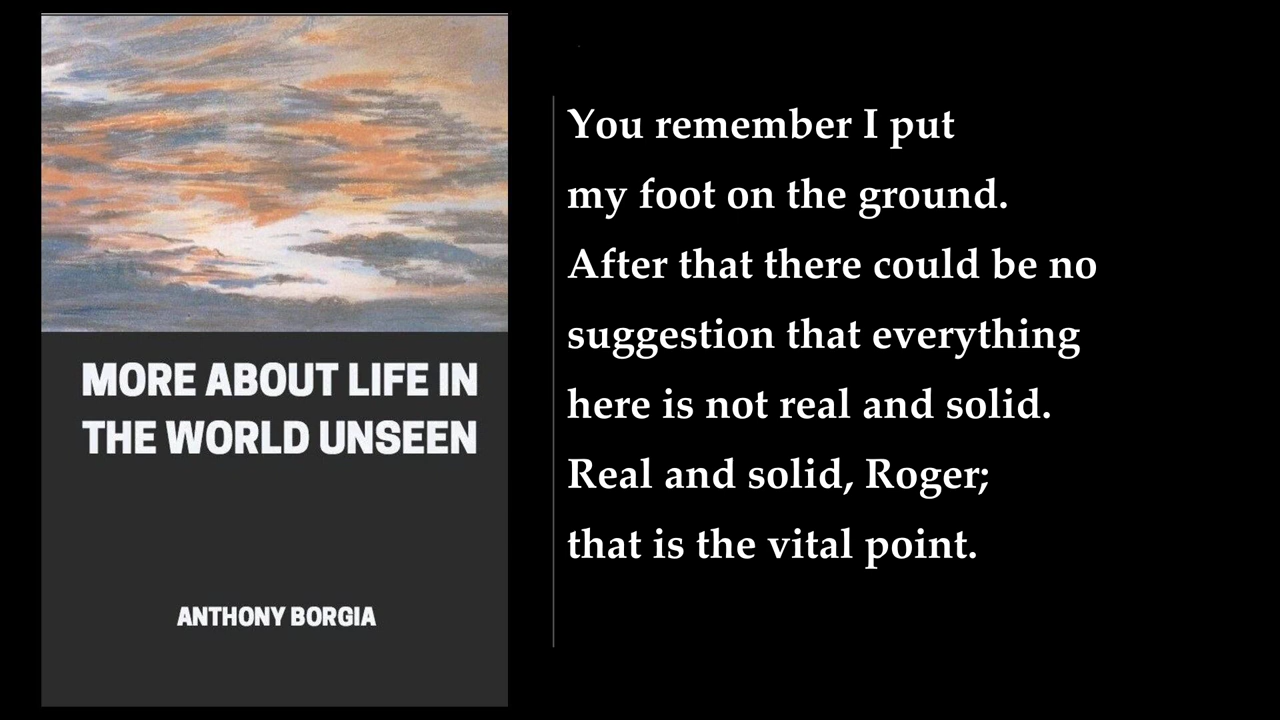 MORE ABOUT LIFE IN
THE WORLD UNSEEN
ANTHONY BORGIA
You remember I put
my foot on the ground.
After that there could be no
suggestion that everything
here is not real and solid.
Real and solid, Roger;
that is the vital point.